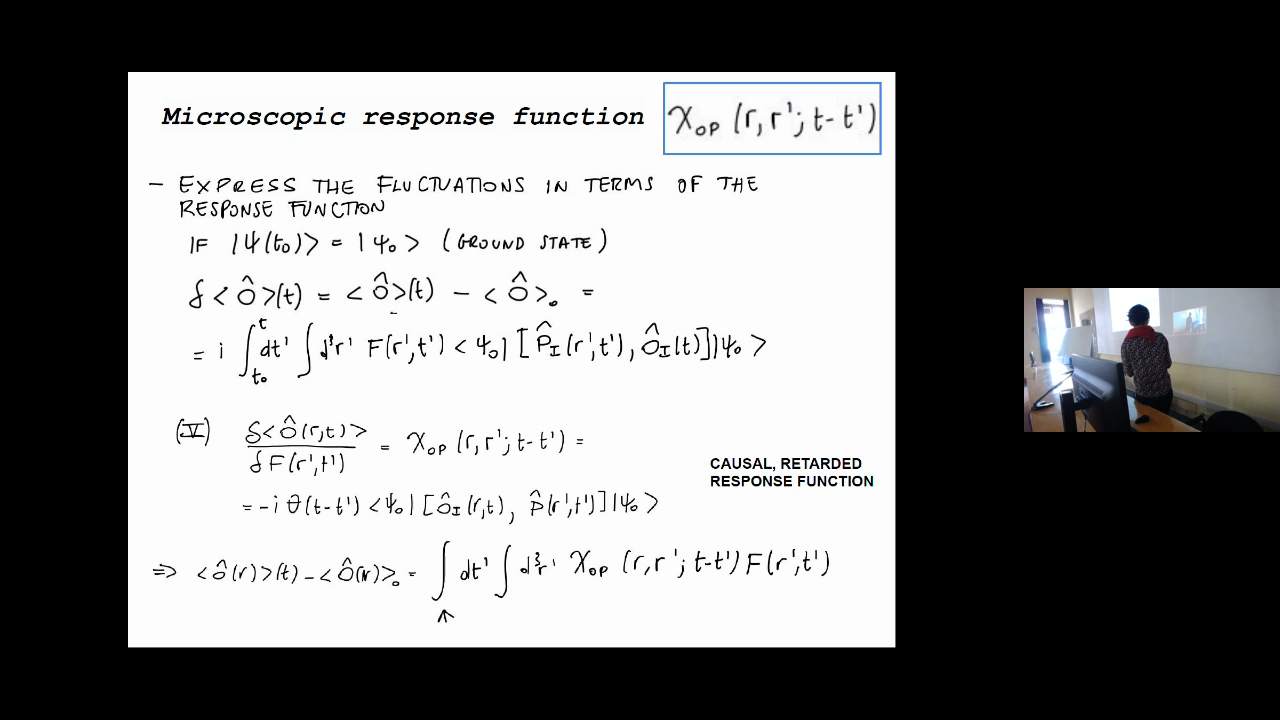 Microscopic response function
χ_OP (r, r'; t-t')
- EXPRESS THE FLUCTUATIONS IN TERMS OF THE
RESPONSE FUNCTION
IF |ψ(t₀)> = |ψ₀> (GROUND STATE)
δ<Ô>(t) = <Ô>(t) - <Ô>₀ =
= i ∫_{t₀}^{t} dt' ∫ d³r' F(r',t') <ψ₀| [P̂_I(r',t'), Ô_I(t)] |ψ₀>
(IV) δ<Ô(r,t)> / δF(r',t') = χ_OP (r, r'; t-t') =
CAUSAL, RETARDED
RESPONSE FUNCTION
= -i θ(t-t') <ψ₀| [Ô_I(r,t), P̂(r',t')] |ψ₀>
⇒ <Ô(r)>(t) - <Ô(r)>₀ = ∫ dt' ∫ d³r' χ_OP (r, r'; t-t') F(r',t')
↑